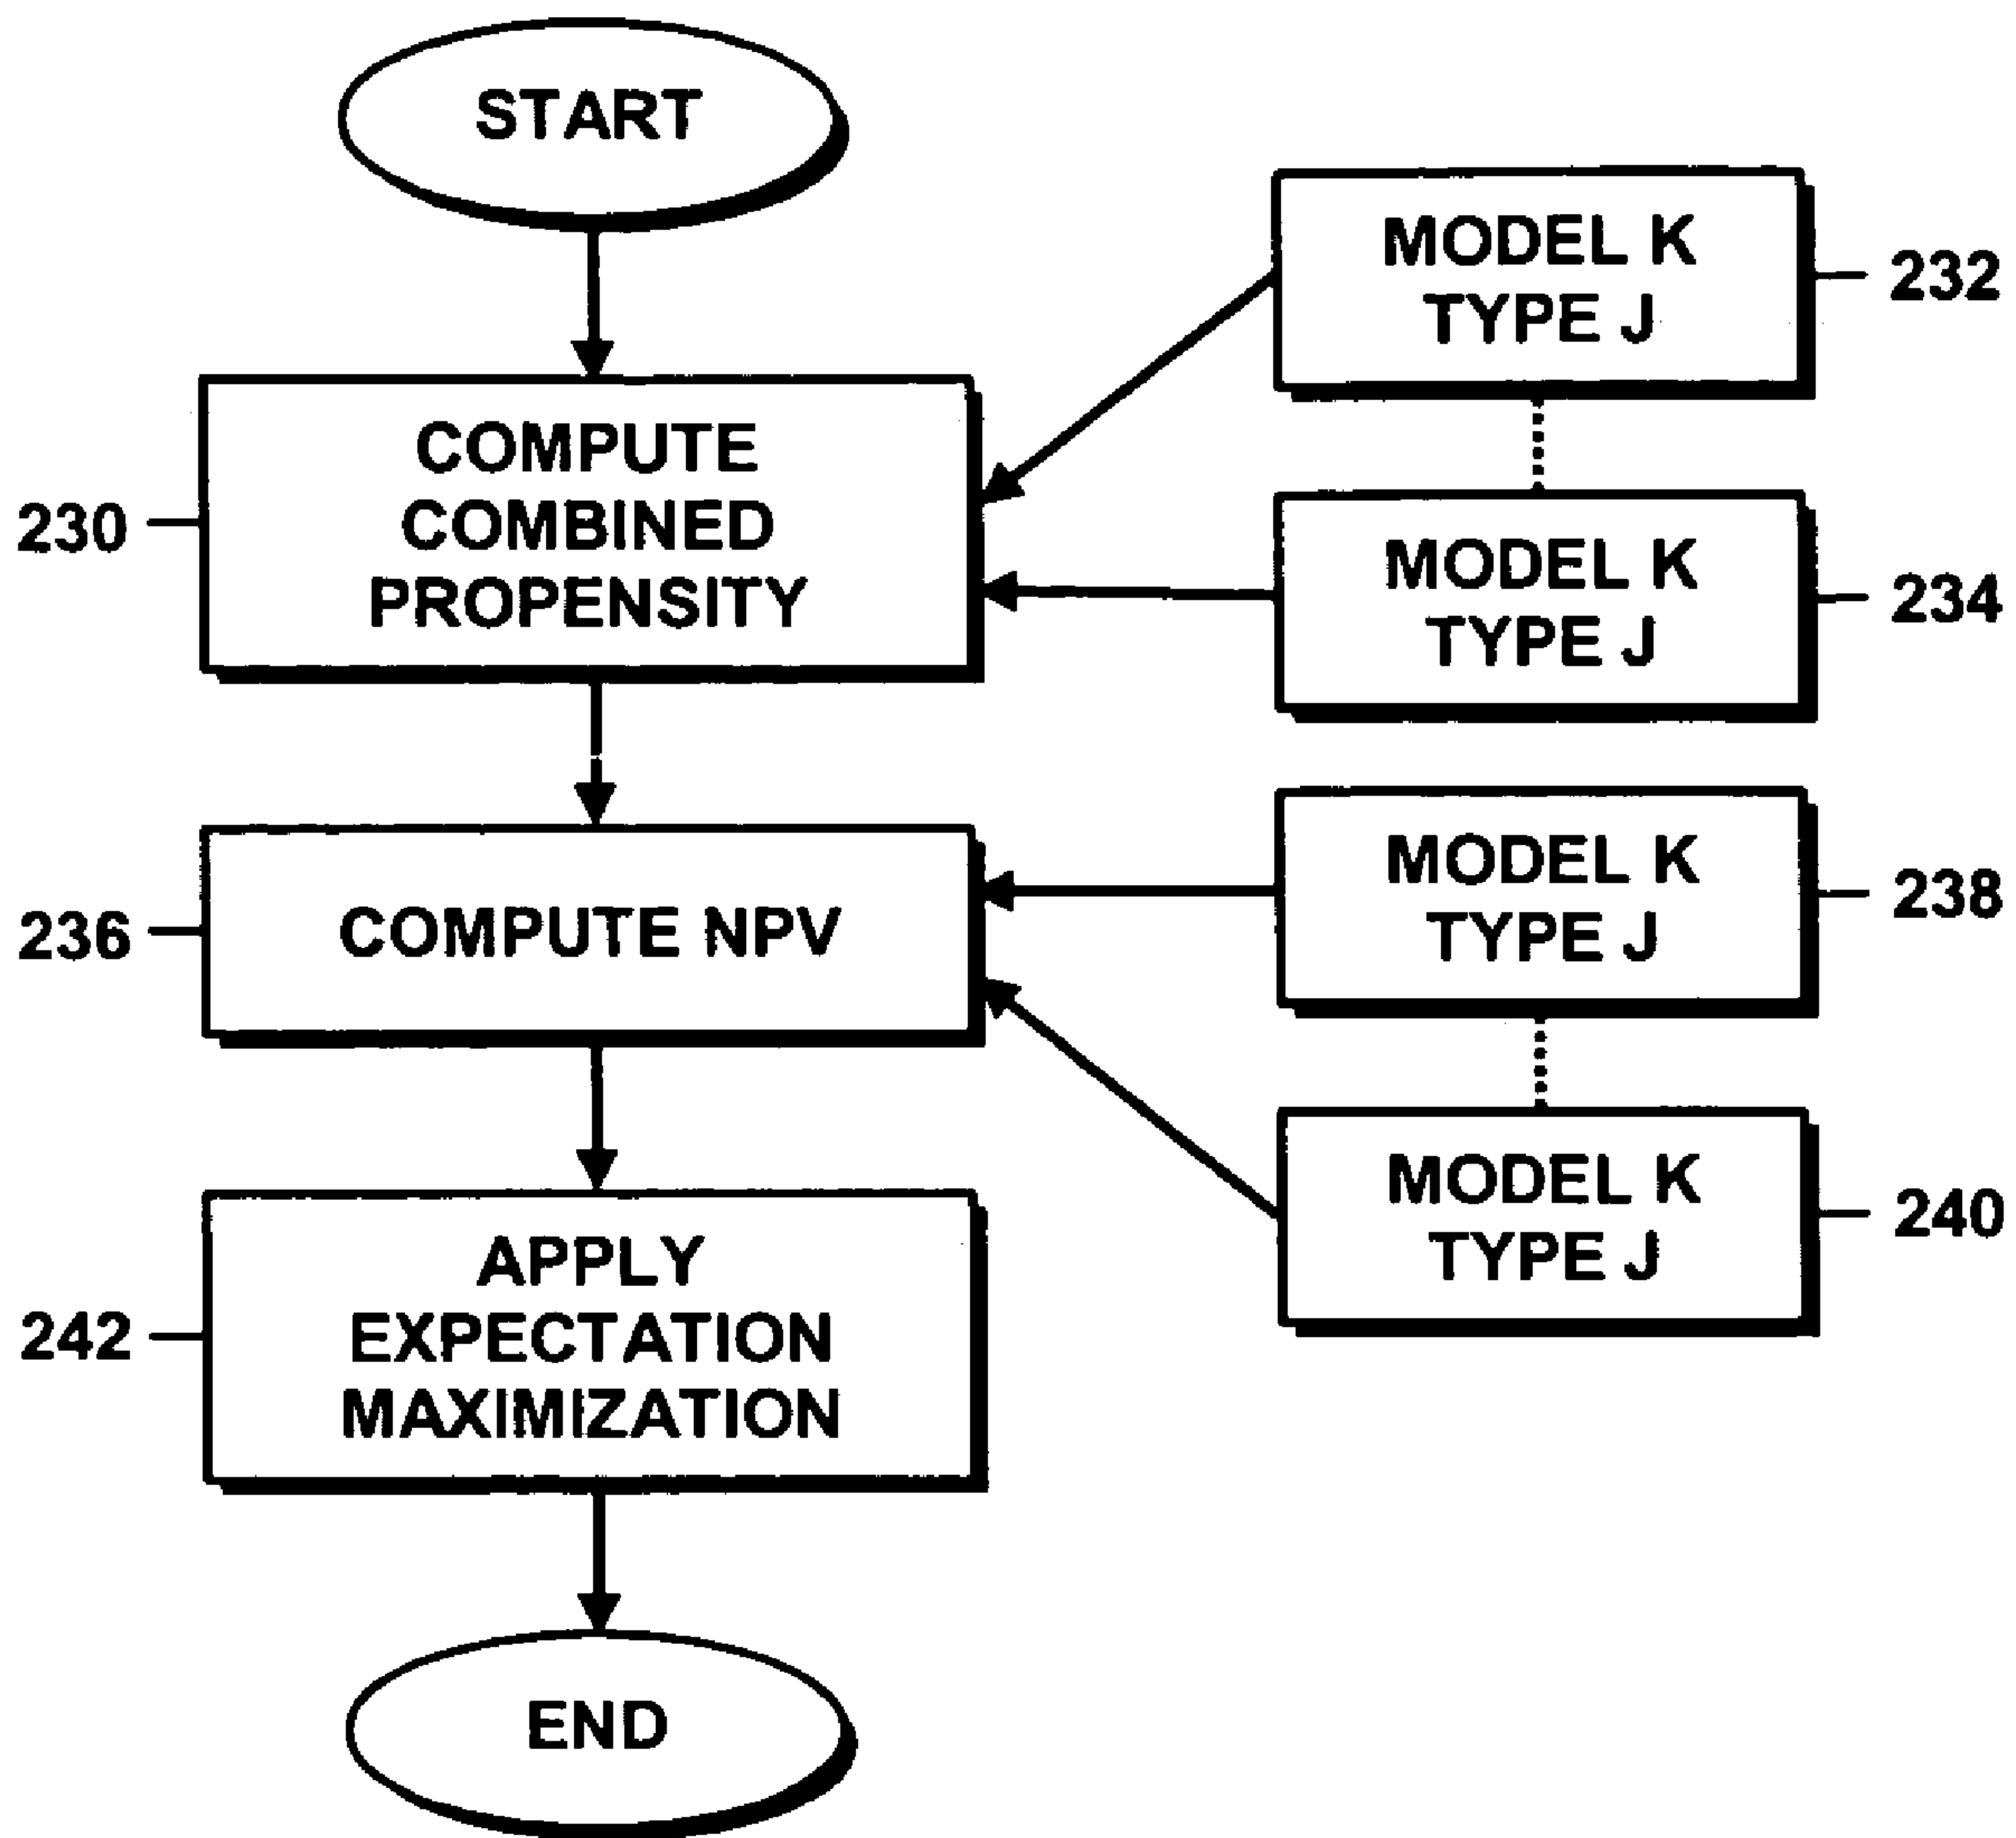 START
MODEL K
TYPE J
232
COMPUTE
COMBINED
PROPENSITY
230
MODEL K
TYPE J
234
COMPUTE NPV
236
MODEL K
TYPE J
238
MODEL K
TYPE J
240
APPLY
EXPECTATION
MAXIMIZATION
242
END